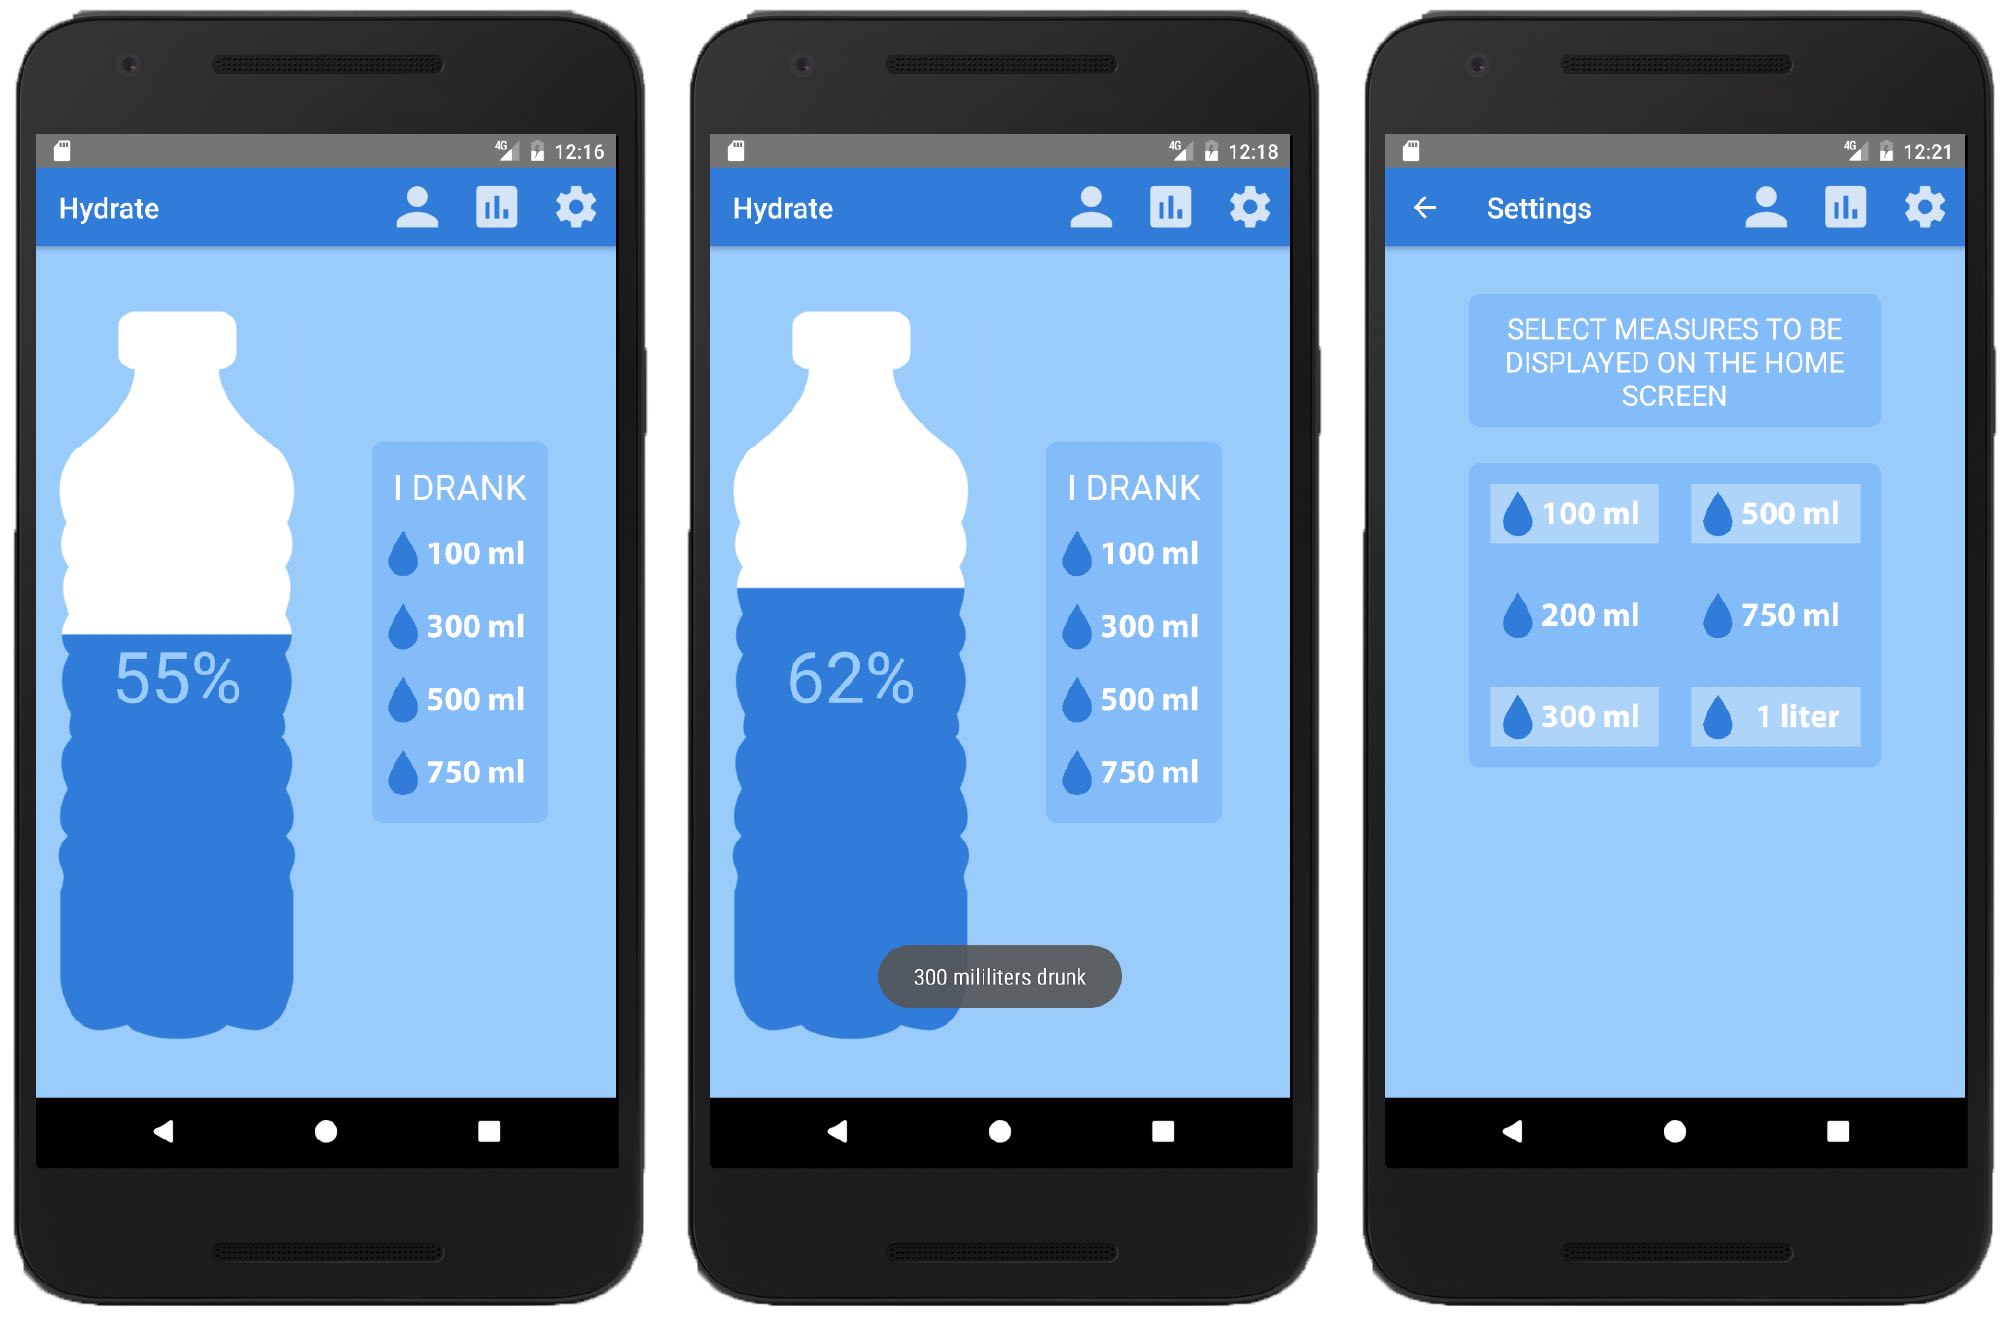 4G 12:16
Hydrate
55%
I DRANK
100 ml
300 ml
500 ml
750 ml
4G 12:18
Hydrate
62%
I DRANK
100 ml
300 ml
500 ml
750 ml
300 mililiters drunk
4G 12:21
Settings
SELECT MEASURES TO BE
DISPLAYED ON THE HOME
SCREEN
100 ml 500 ml
200 ml 750 ml
300 ml 1 liter